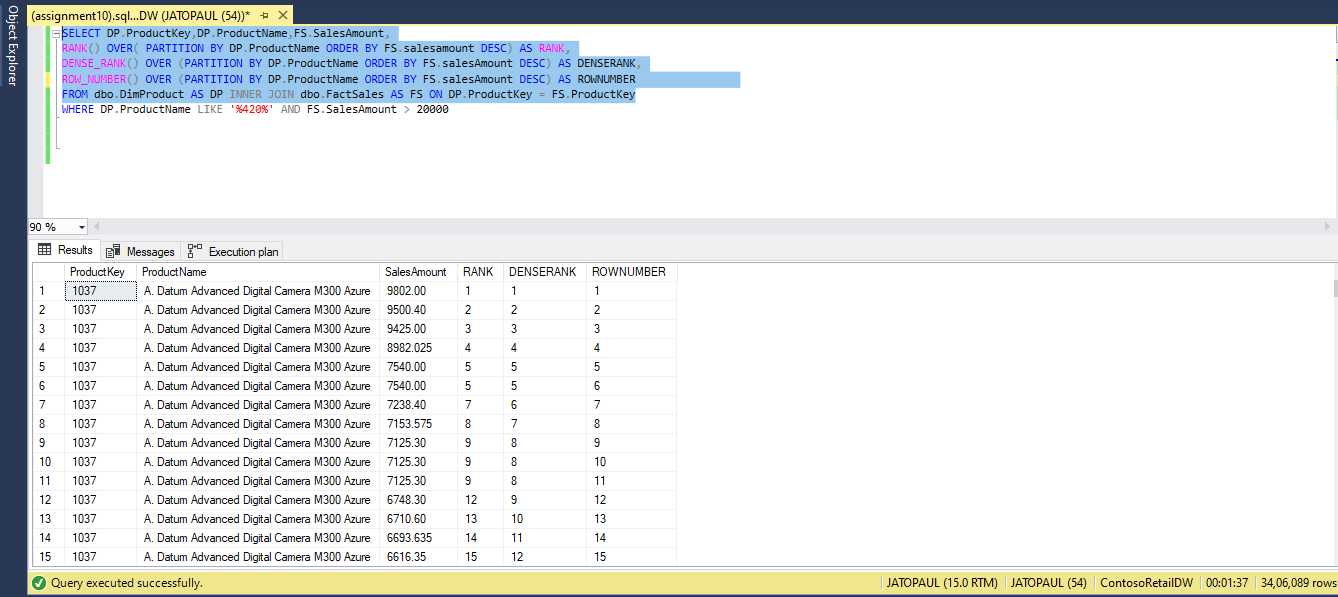 Object Explorer
(assignment10).sql...DW (JATOPAUL (54))*
SELECT DP.ProductKey,DP.ProductName,FS.SalesAmount,
RANK() OVER( PARTITION BY DP.ProductName ORDER BY FS.salesamount DESC) AS RANK,
DENSE_RANK() OVER (PARTITION BY DP.ProductName ORDER BY FS.salesAmount DESC) AS DENSERANK,
ROW_NUMBER() OVER (PARTITION BY DP.ProductName ORDER BY FS.salesAmount DESC) AS ROWNUMBER
FROM dbo.DimProduct AS DP INNER JOIN dbo.FactSales AS FS ON DP.ProductKey = FS.ProductKey
WHERE DP.ProductName LIKE '%420%' AND FS.SalesAmount > 20000
90 %
Results Messages Execution plan
ProductKey ProductName SalesAmount RANK DENSERANK ROWNUMBER
1 1037 A. Datum Advanced Digital Camera M300 Azure 9802.00 1 1 1
2 1037 A. Datum Advanced Digital Camera M300 Azure 9500.40 2 2 2
3 1037 A. Datum Advanced Digital Camera M300 Azure 9425.00 3 3 3
4 1037 A. Datum Advanced Digital Camera M300 Azure 8982.025 4 4 4
5 1037 A. Datum Advanced Digital Camera M300 Azure 7540.00 5 5 5
6 1037 A. Datum Advanced Digital Camera M300 Azure 7540.00 5 5 6
7 1037 A. Datum Advanced Digital Camera M300 Azure 7238.40 7 6 7
8 1037 A. Datum Advanced Digital Camera M300 Azure 7153.575 8 7 8
9 1037 A. Datum Advanced Digital Camera M300 Azure 7125.30 9 8 9
10 1037 A. Datum Advanced Digital Camera M300 Azure 7125.30 9 8 10
11 1037 A. Datum Advanced Digital Camera M300 Azure 7125.30 9 8 11
12 1037 A. Datum Advanced Digital Camera M300 Azure 6748.30 12 9 12
13 1037 A. Datum Advanced Digital Camera M300 Azure 6710.60 13 10 13
14 1037 A. Datum Advanced Digital Camera M300 Azure 6693.635 14 11 14
15 1037 A. Datum Advanced Digital Camera M300 Azure 6616.35 15 12 15
Query executed successfully. JATOPAUL (15.0 RTM) JATOPAUL (54) ContosoRetailDW 00:01:37 34,06,089 rows